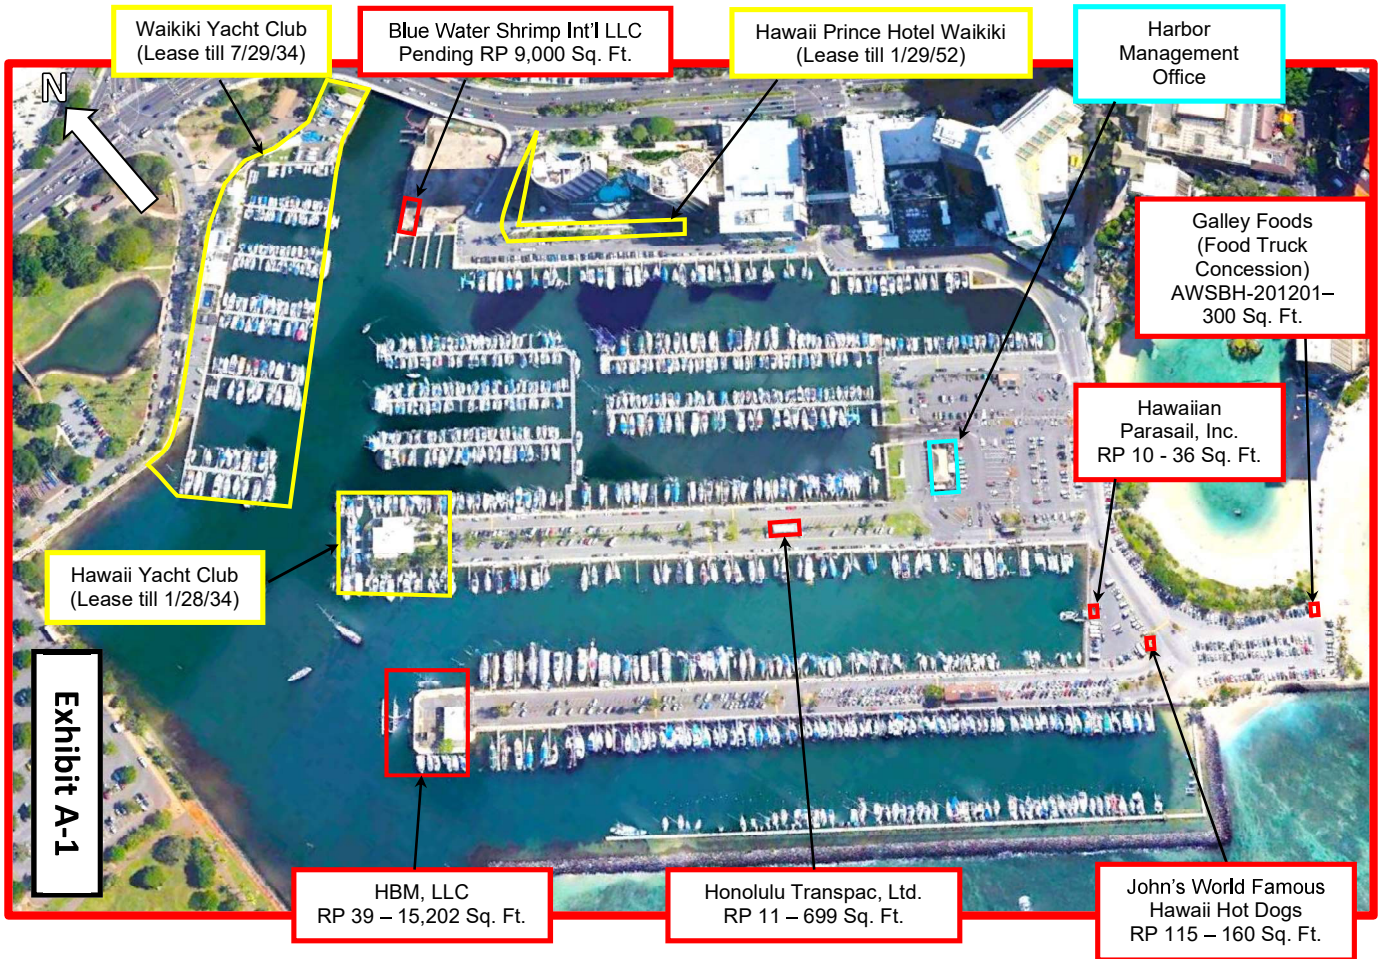 Waikiki Yacht Club
(Lease till 7/29/34)
Blue Water Shrimp Int'l LLC
Pending RP 9,000 Sq. Ft.
Hawaii Prince Hotel Waikiki
(Lease till 1/29/52)
Harbor
Management
Office
N
Galley Foods
(Food Truck
Concession)
AWSBH-201201–
300 Sq. Ft.
Hawaiian
Parasail, Inc.
RP 10 - 36 Sq. Ft.
Hawaii Yacht Club
(Lease till 1/28/34)
Exhibit A-1
HBM, LLC
RP 39 – 15,202 Sq. Ft.
Honolulu Transpac, Ltd.
RP 11 – 699 Sq. Ft.
John's World Famous
Hawaii Hot Dogs
RP 115 – 160 Sq. Ft.